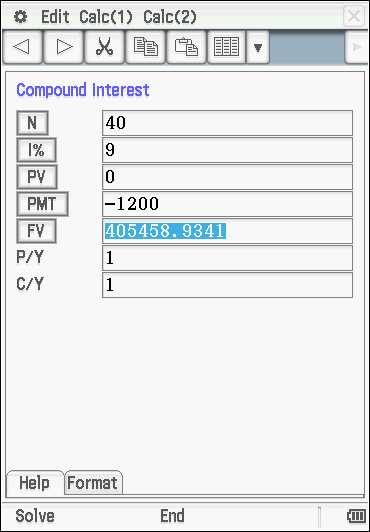 Edit Calc(1) Calc(2)
Compound Interest
N 40
I% 9
PV 0
PMT -1200
FV 405458.9341
P/Y 1
C/Y 1
Help Format
Solve End